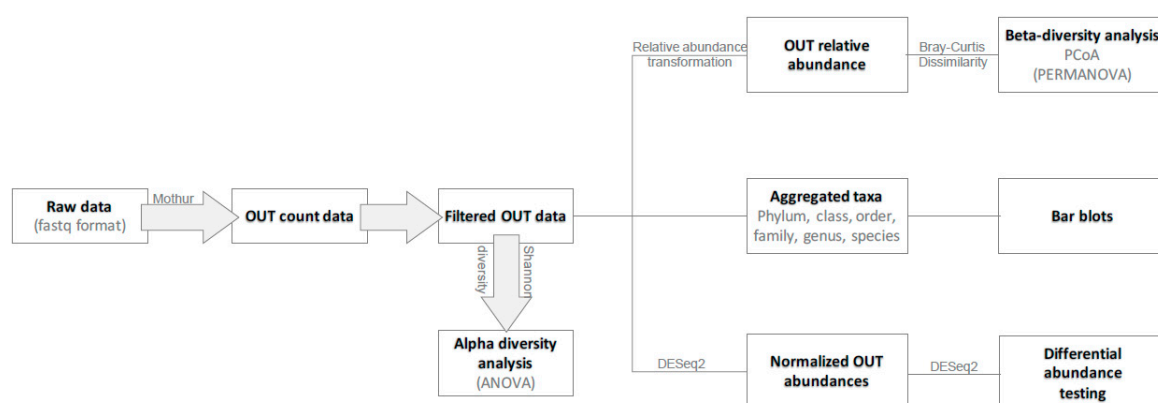 Relative abundance
transformation
OUT relative
abundance
Bray-Curtis
Dissimilarity
Beta-diversity analysis
PCoA
(PERMANOVA)
Raw data
(fastq format)
Mothur
OUT count data
Filtered OUT data
Aggregated taxa
Phylum, class, order,
family, genus, species
Bar blots
Shannon
diversity
Alpha diversity
analysis
(ANOVA)
DESeq2
Normalized OUT
abundances
DESeq2
Differential
abundance
testing